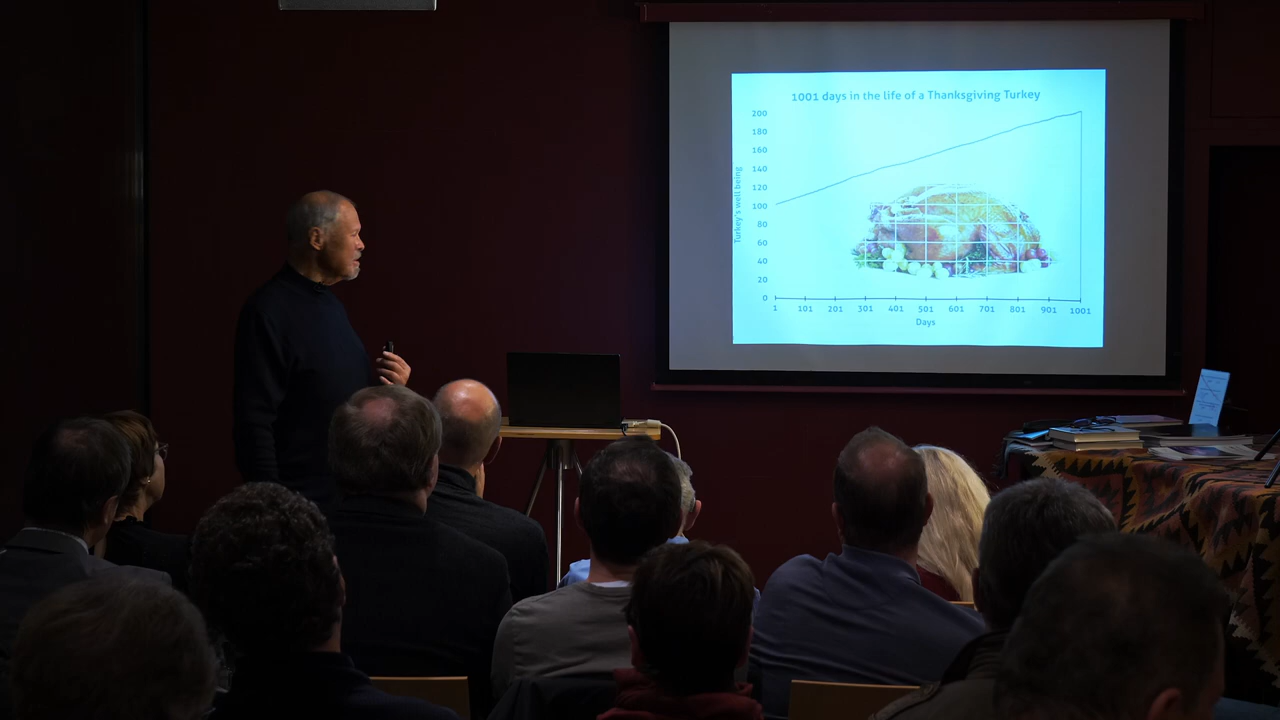 1001 days in the life of a Thanksgiving Turkey
200
180
160
140
120
100
80
60
40
20
0
Turkey's well being
1 101 201 301 401 501 601 701 801 901 1001
Days